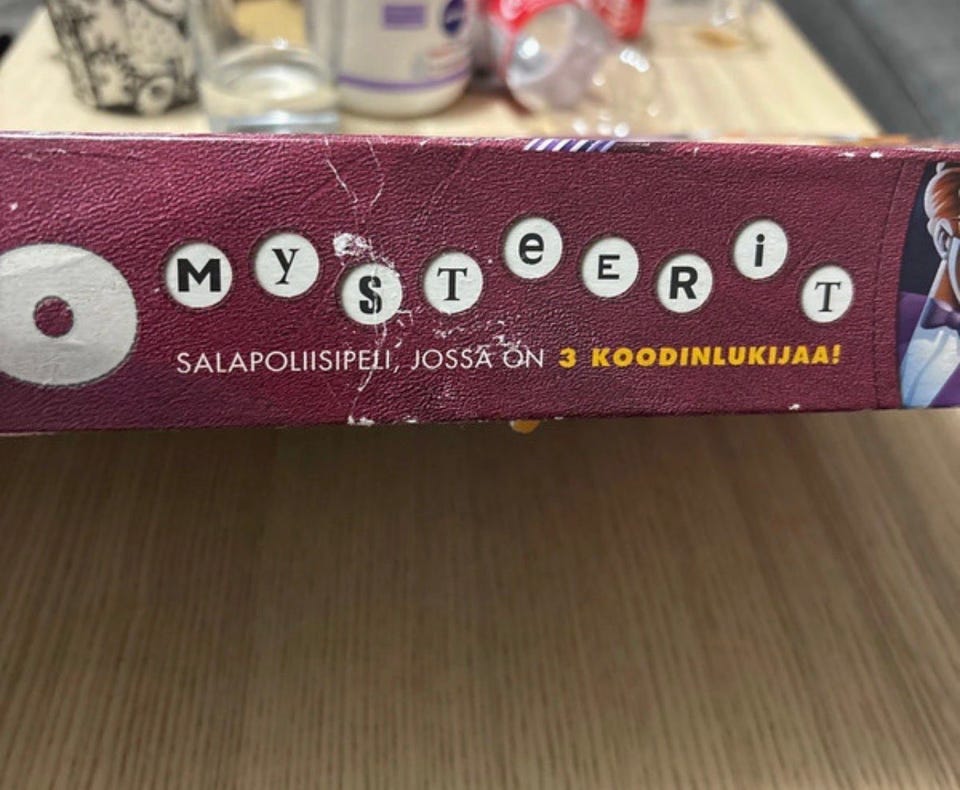 MYSTeERiT
SALAPOLIISIPELI, JOSSA ON 3 KOODINLUKIJAA!